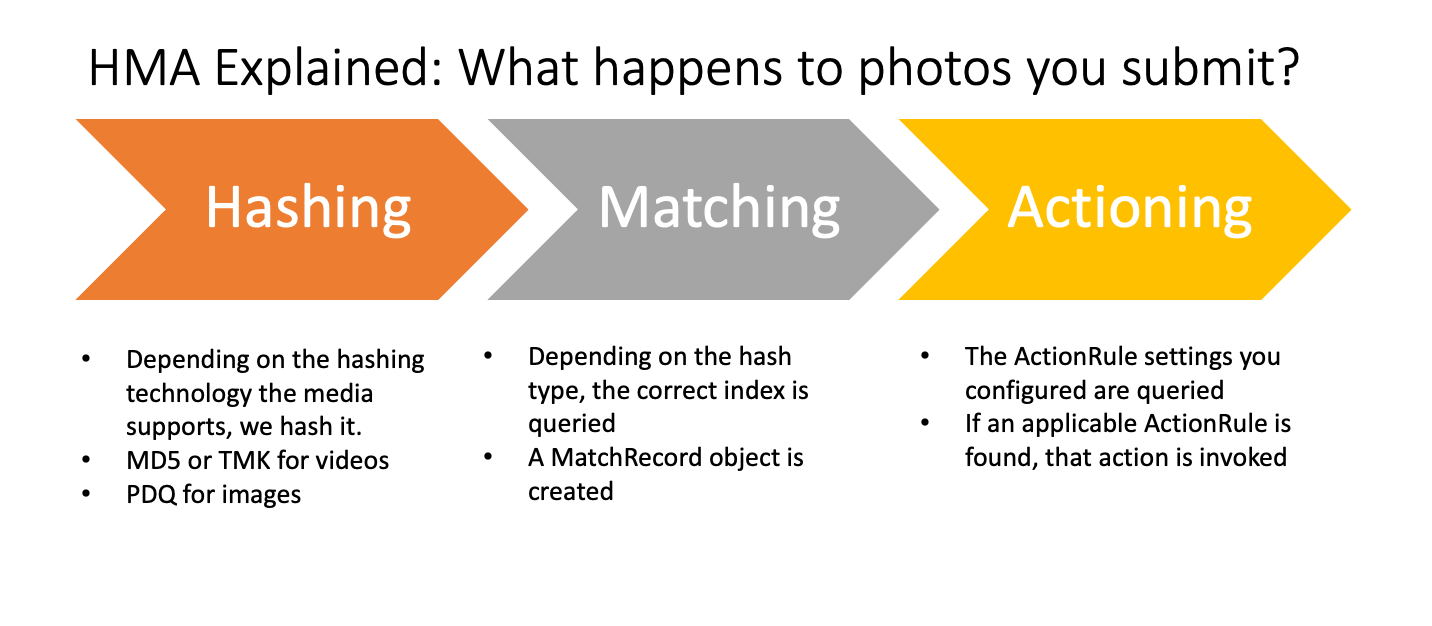 HMA Explained: What happens to photos you submit?
Hashing
Matching
Actioning
• Depending on the hashing
technology the media
supports, we hash it.
• MD5 or TMK for videos
• PDQ for images
• Depending on the hash
type, the correct index is
queried
• A MatchRecord object is
created
• The ActionRule settings you
configured are queried
• If an applicable ActionRule is
found, that action is invoked